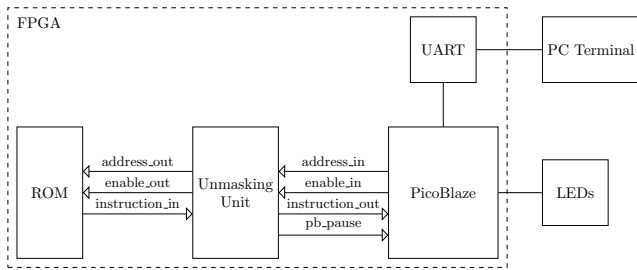 FPGA
UART
PC Terminal
ROM
address_out
enable_out
instruction_in
Unmasking
Unit
address_in
enable_in
instruction_out
pb_pause
PicoBlaze
LEDs